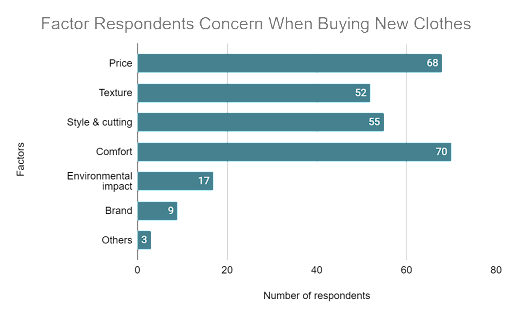 Factor Respondents Concern When Buying New Clothes
Factors
Price 68
Texture 52
Style & cutting 55
Comfort 70
Environmental
impact 17
Brand 9
Others 3
0 20 40 60 80
Number of respondents